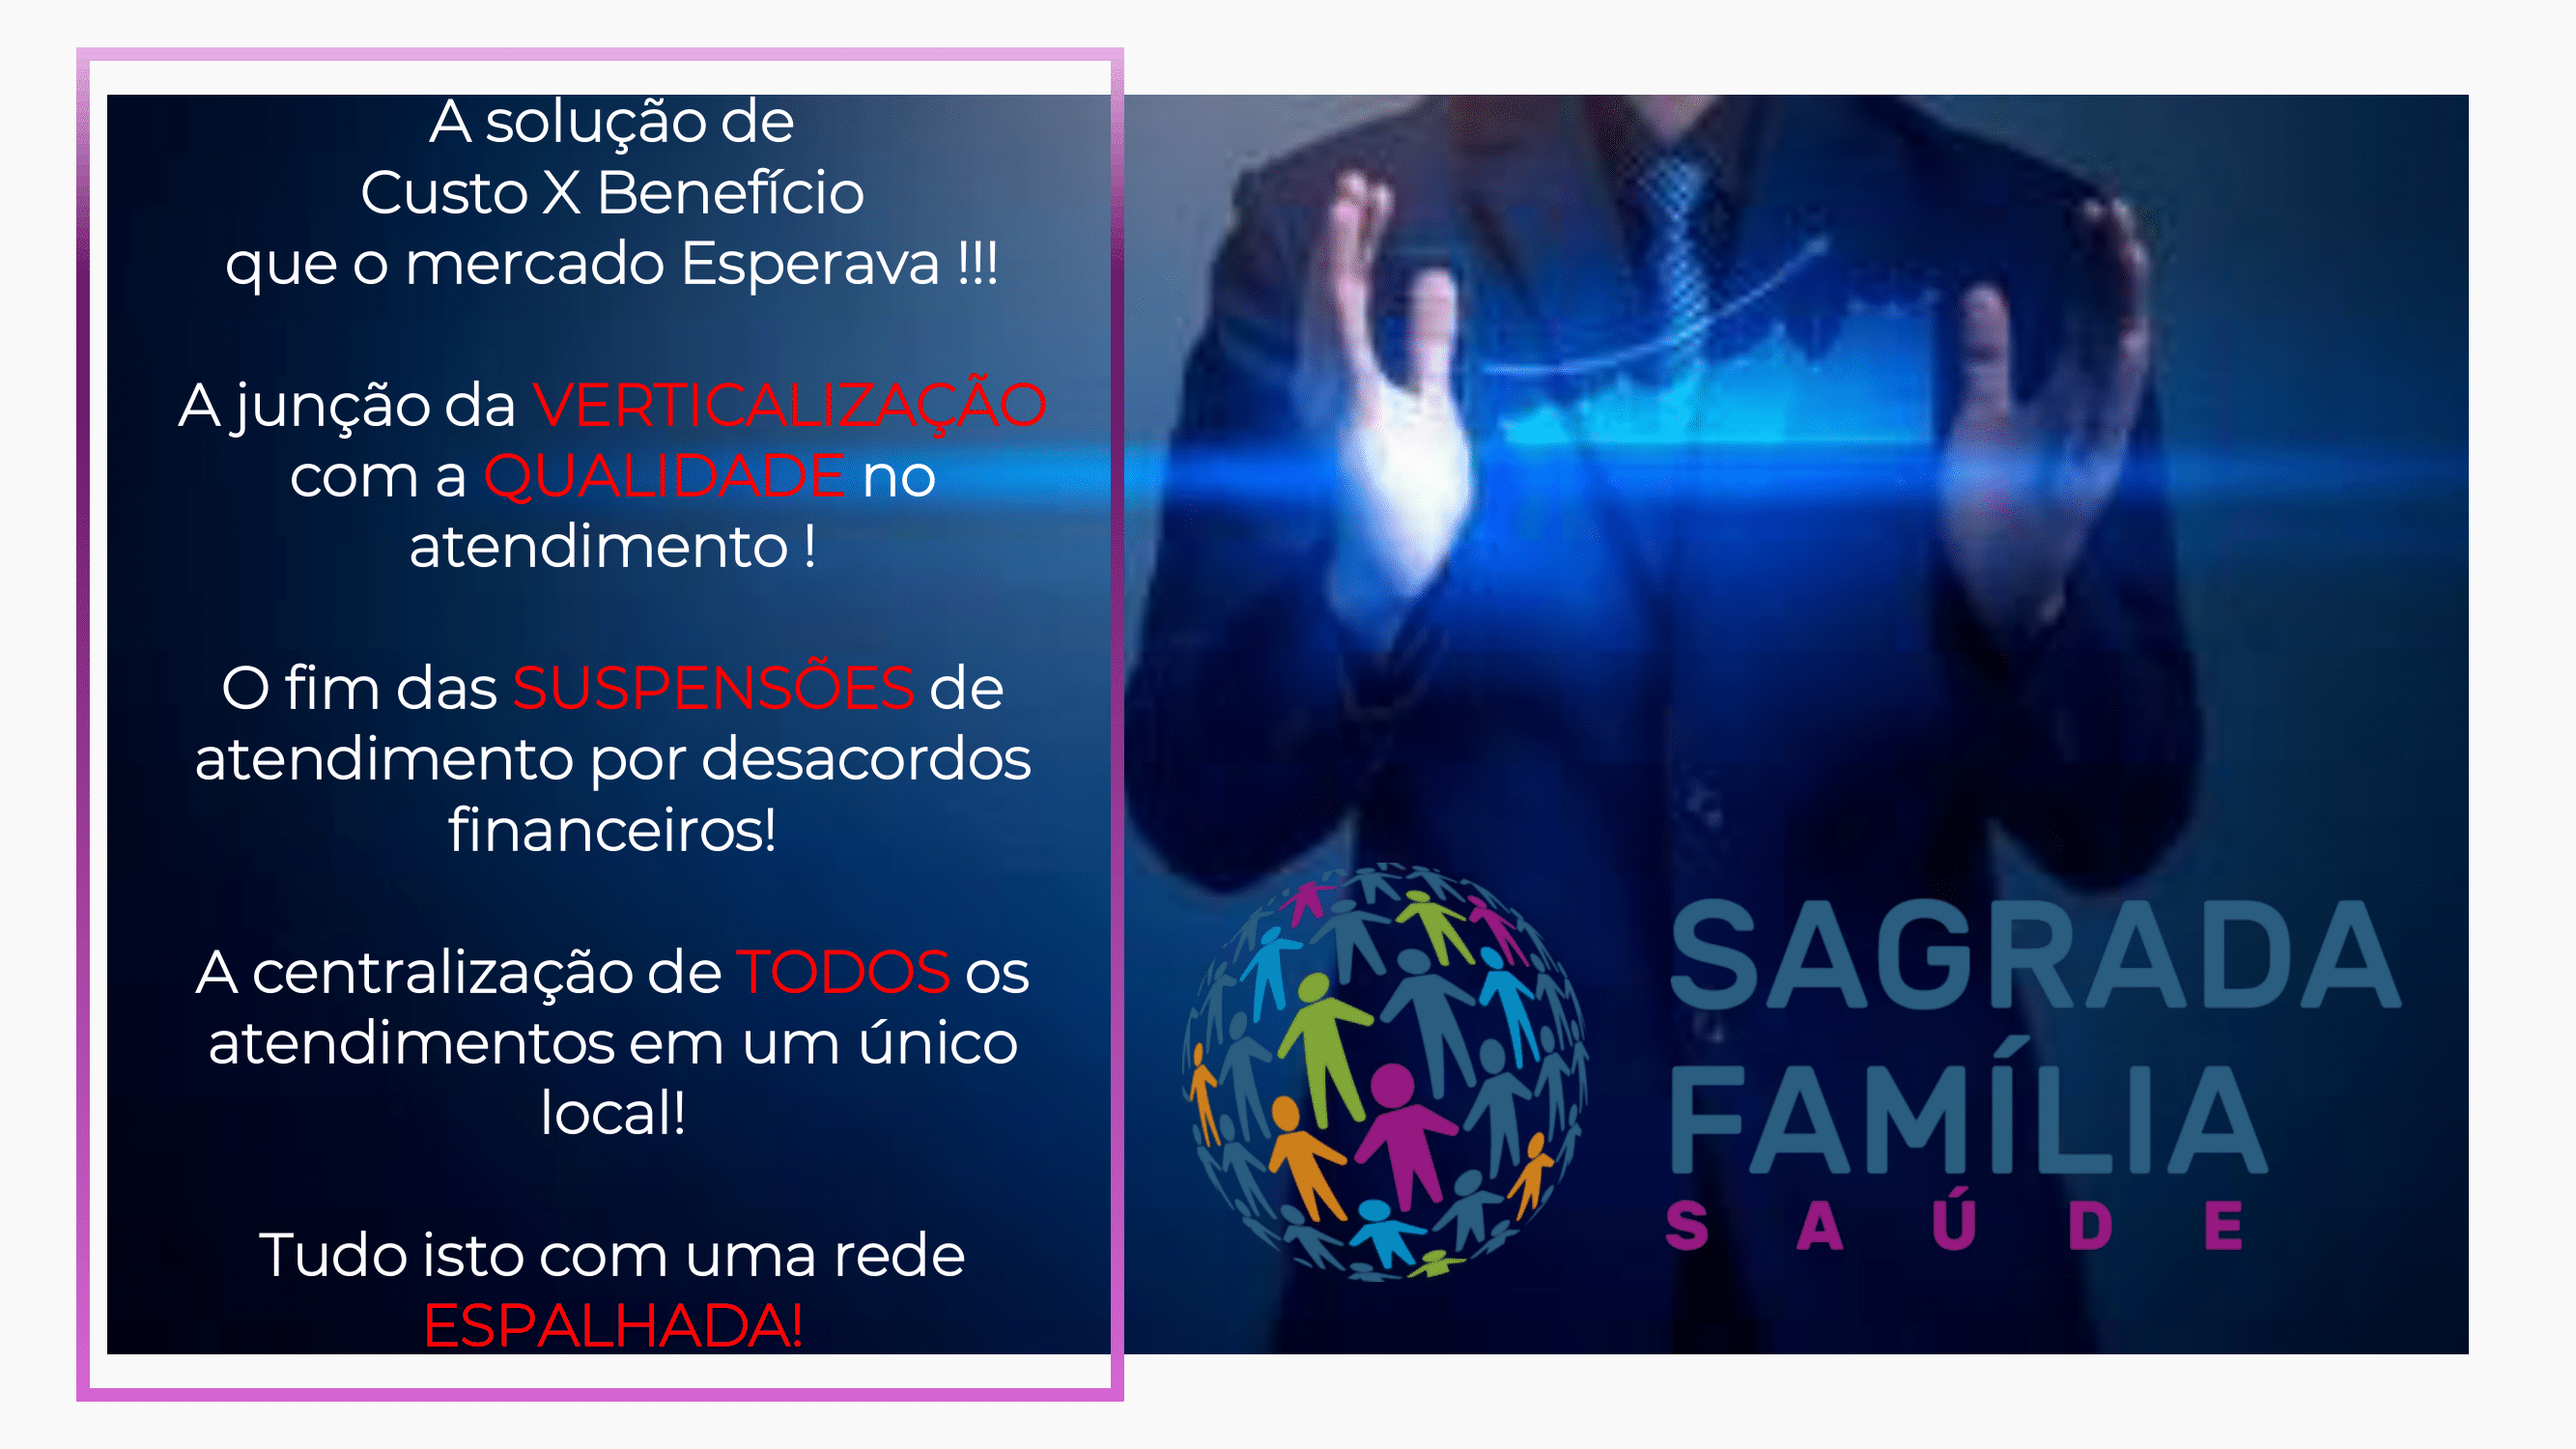 A solução de
Custo X Benefício
que o mercado Esperava !!!
A junção da VERTICALIZAÇÃO
com a QUALIDADE no
atendimento !
O fim das SUSPENSÕES de
atendimento por desacordos
financeiros!
A centralização de TODOS os
atendimentos em um único
local!
Tudo isto com uma rede
ESPALHADA!
SAGRADA
FAMÍLIA
SAÚDE